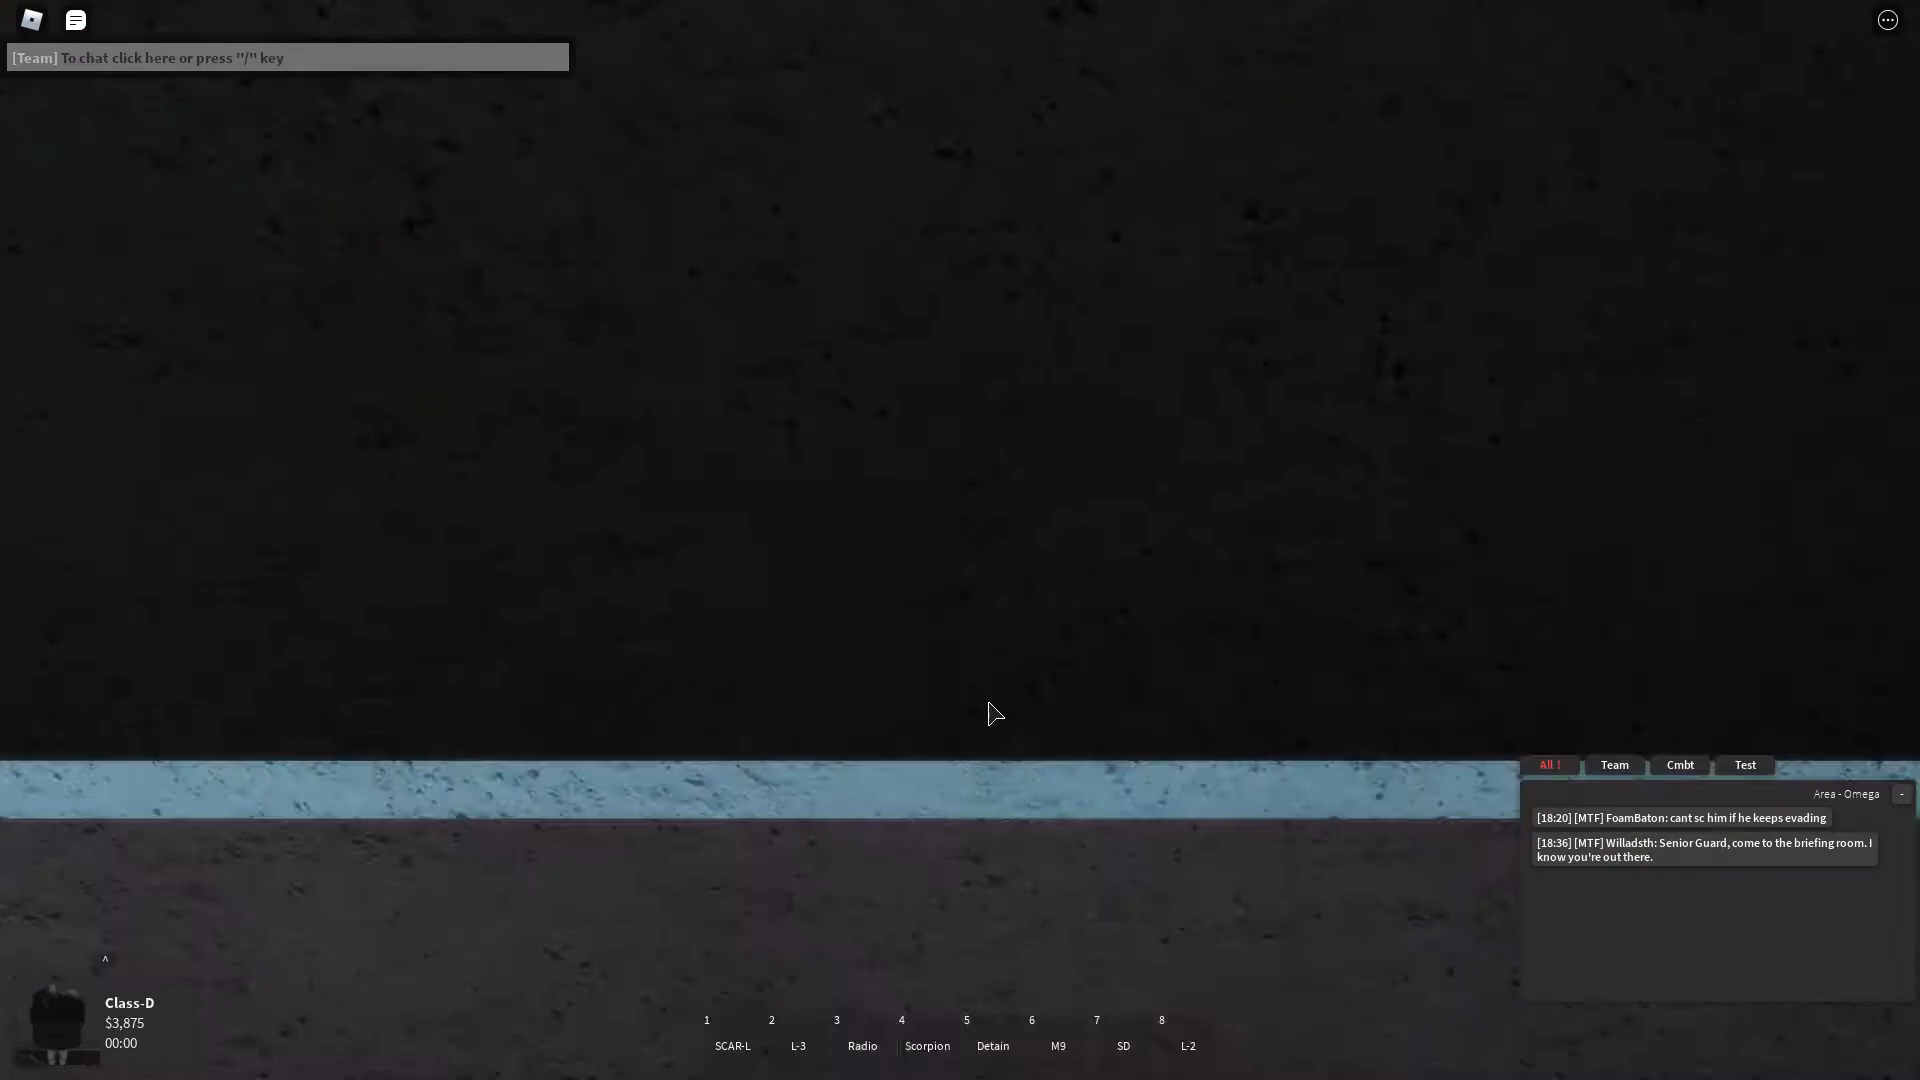 [Team] To chat click here or press "/" key
All !
Team
Cmbt
Test
Area - Omega
-
[18:20] [MTF] FoamBaton: cant sc him if he keeps evading
[18:36] [MTF] Willadsth: Senior Guard, come to the briefing room. I
know you're out there.
^
Class-D
$3,875
00:00
1 2 3 4 5 6 7 8
SCAR-L L-3 Radio Scorpion Detain M9 SD L-2